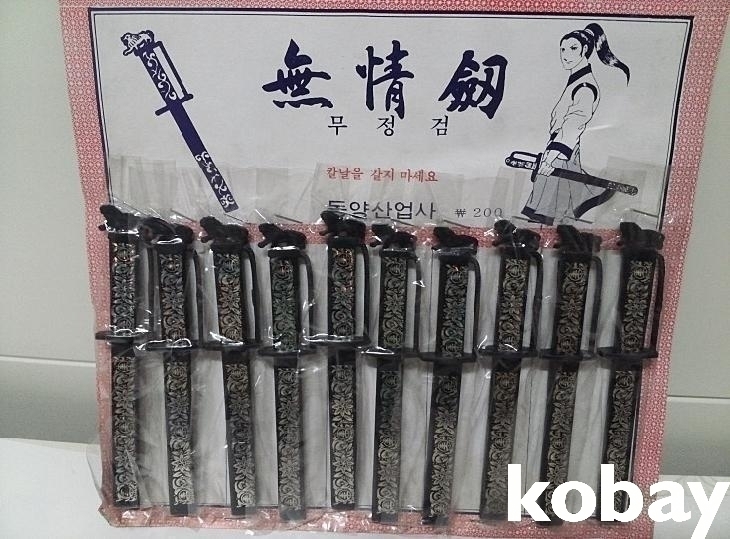 無情劔
무정검
칼날을 갈지 마세요
동양산업사 ₩200
kobay